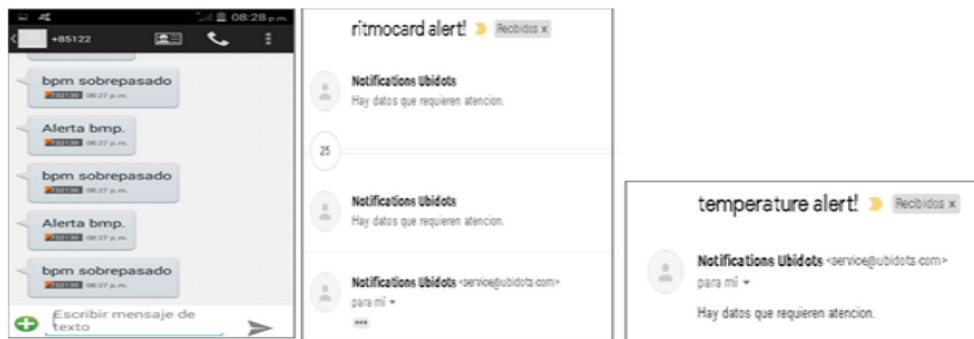 08:28 p.m.
+85122
bpm sobrepasado
08:27 p.m.
Alerta bmp.
08:27 p.m.
bpm sobrepasado
08:27 p.m.
Alerta bmp.
08:27 p.m.
bpm sobrepasado
08:27 p.m.
Escribir mensaje de
texto
ritmocard alert!
Recibidos x
Notifications Ubidots
Hay datos que requieren atencion.
25
Notifications Ubidots
Hay datos que requieren atencion.
Notifications Ubidots <service@ubidots.com>
para mí
temperature alert!
Recibidos x
Notifications Ubidots <service@ubidots.com>
para mí
Hay datos que requieren atencion.